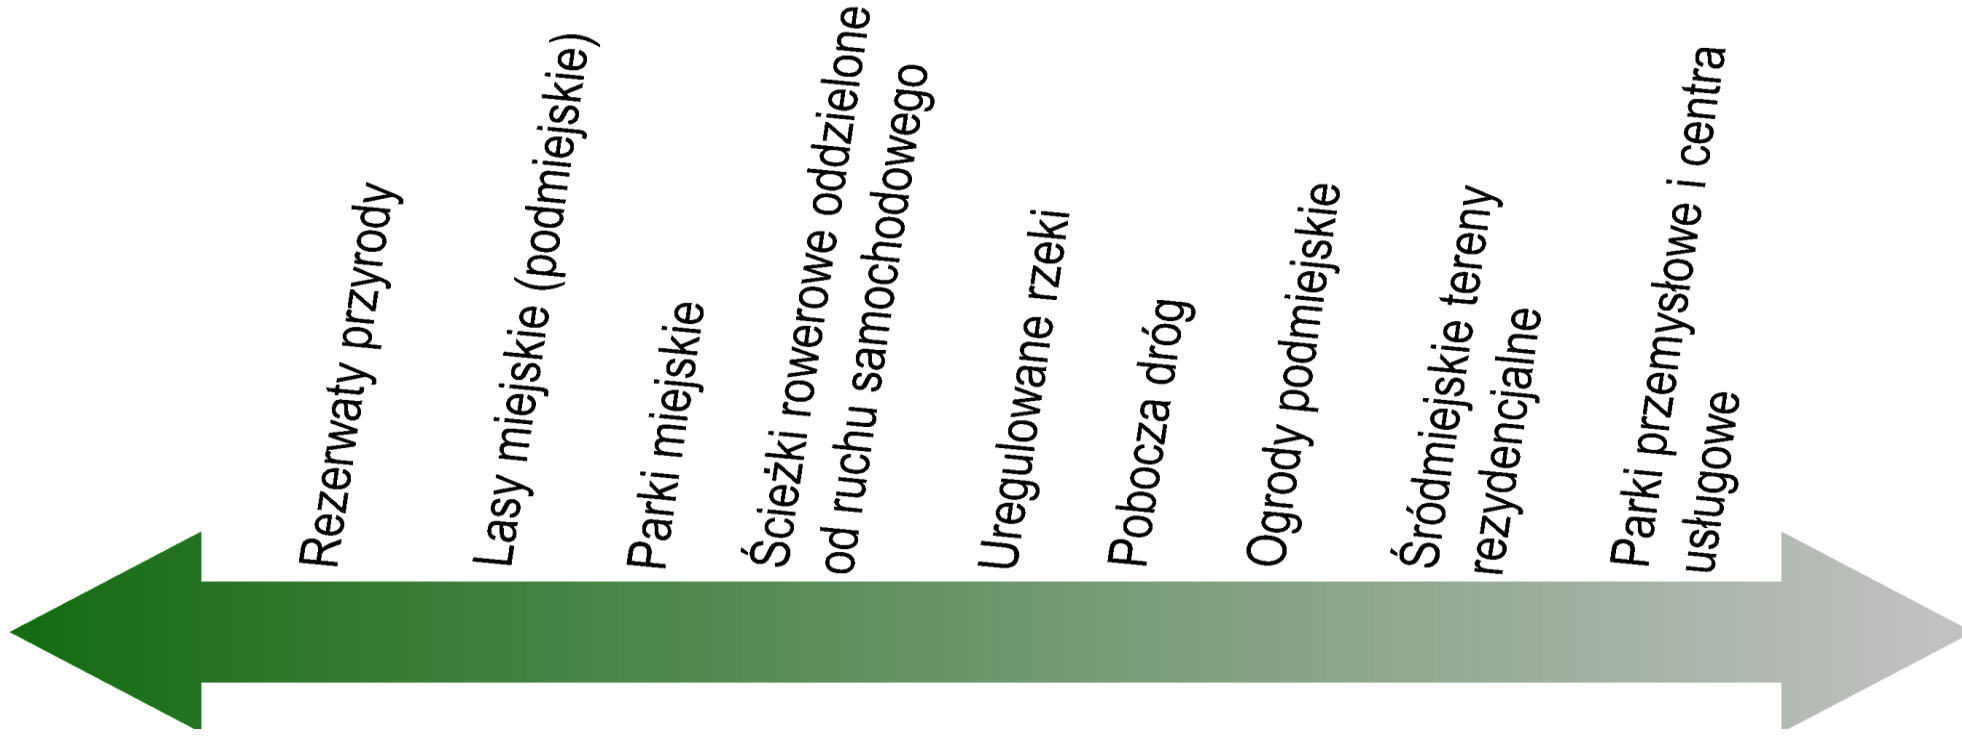 Rezerwaty przyrody
Lasy miejskie (podmiejskie)
Parki miejskie
Ścieżki rowerowe oddzielone
od ruchu samochodowego
Uregulowane rzeki
Pobocza dróg
Ogrody podmiejskie
Śródmiejskie tereny
rezydencjalne
Parki przemysłowe i centra
usługowe